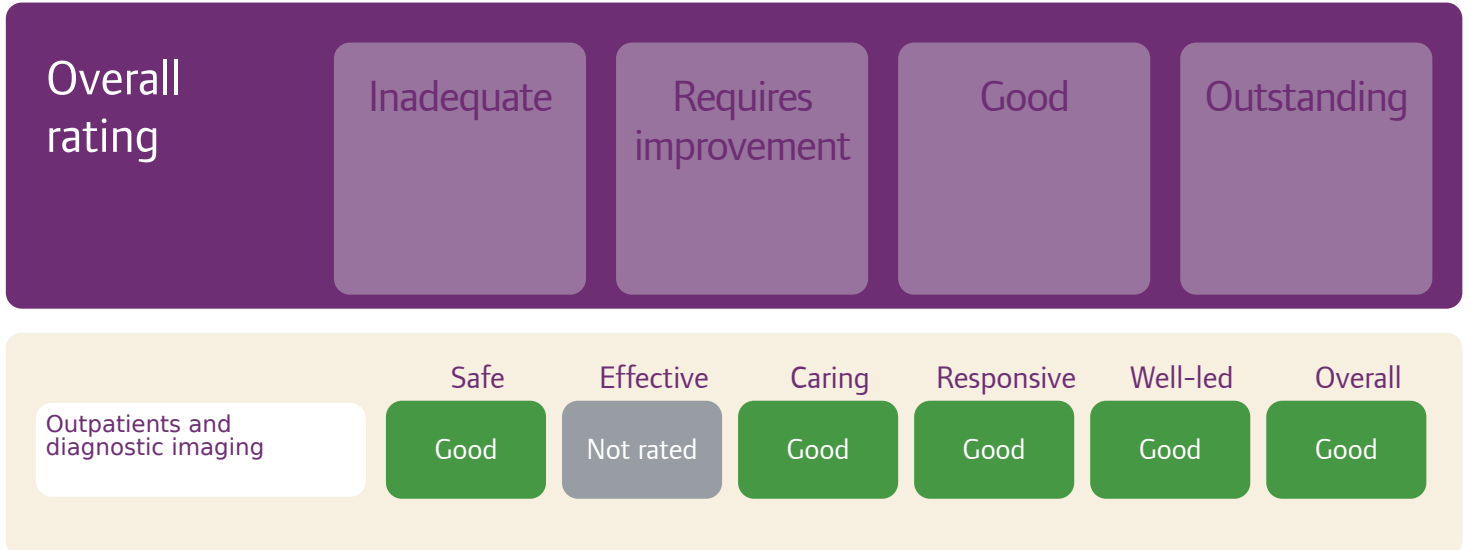 Overall
rating
Inadequate
Requires
improvement
Good
Outstanding
Safe Effective Caring Responsive Well-led Overall
Outpatients and
diagnostic imaging
Good Not rated Good Good Good Good